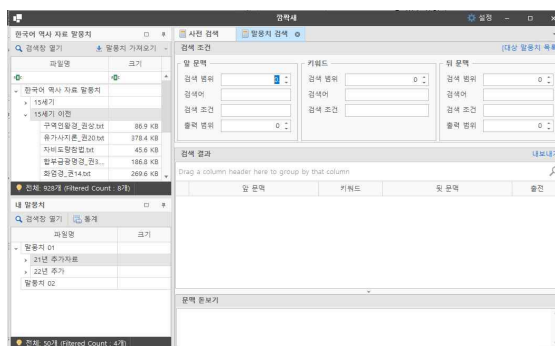 깜짝새
설정
한국어 역사 자료 말뭉치
검색창 열기 말뭉치 가져오기
파일명 크기
한국어 역사 자료 말뭉치
15세기
15세기 이전
구역인왕경_권상.txt 86.9 KB
유가사지론_권20.txt 378.4 KB
자비도량참법.txt 45.6 KB
합부금광명경_권3... 186.8 KB
화엄경_권14.txt 269.6 KB
전체: 928개 (Filtered Count : 8개)
내 말뭉치
검색창 열기 통계
파일명 크기
말뭉치 01
21년 추가자료
22년 추가
말뭉치 02
전체: 50개 (Filtered Count : 4개)
사전 검색 말뭉치 검색
검색 조건 [대상 말뭉치 목록
앞 문맥 키워드 뒤 문맥
검색 범위 0 검색 범위 0 검색 범위 0
검색어 검색어 검색어
검색 조건 검색 조건 검색 조건
출력 범위 0 출력 범위 0
검색 결과 내보내기
Drag a column header here to group by that column
앞 문맥 키워드 뒷 문맥 출전
문맥 돋보기